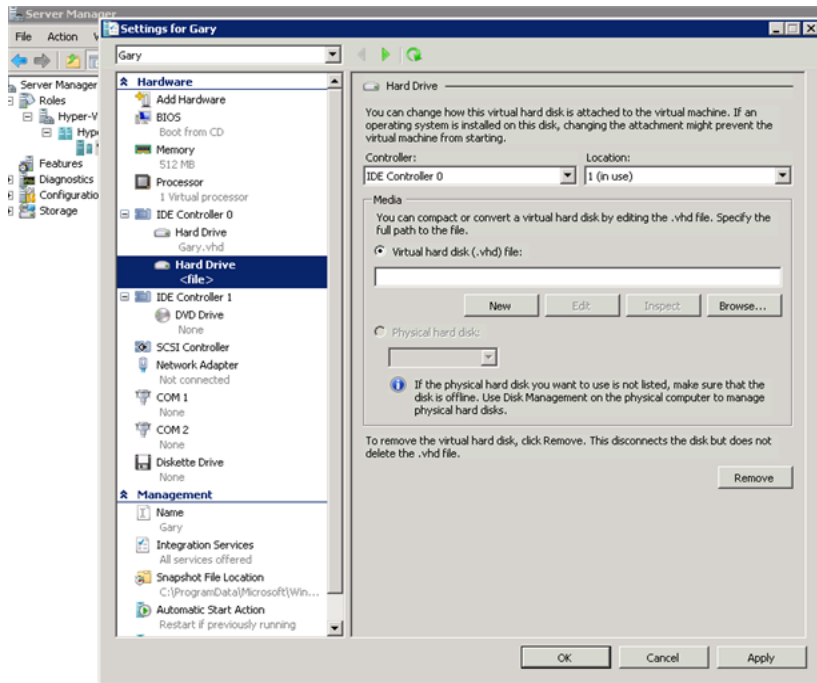 Server Manager
File Action
Server Manager
Roles
Hyper-V
Features
Diagnostics
Storage
Settings for Gary
Gary
Hardware
Add Hardware
BIOS
Boot from CD
Memory
512 MB
Processor
1 Virtual processor
IDE Controller 0
Hard Drive
Gary.vhd
Hard Drive
<file>
IDE Controller 1
DVD Drive
None
SCSI Controller
Network Adapter
Not connected
COM 1
None
COM 2
None
Diskette Drive
None
Management
Name
Gary
Integration Services
All services offered
Snapshot File Location
C:\ProgramData\Microsoft\Win...
Automatic Start Action
Restart if previously running
Hard Drive
You can change how this virtual hard disk is attached to the virtual machine. If an
operating system is installed on this disk, changing the attachment might prevent the
virtual machine from starting.
Controller: Location:
IDE Controller 0 1 (in use)
Media
You can compact or convert a virtual hard disk by editing the .vhd file. Specify the
full path to the file.
Virtual hard disk (.vhd) file:
New Edit Inspect Browse...
Physical hard disk:
If the physical hard disk you want to use is not listed, make sure that the
disk is offline. Use Disk Management on the physical computer to manage
physical hard disks.
To remove the virtual hard disk, click Remove. This disconnects the disk but does not
delete the .vhd file.
Remove
OK Cancel Apply